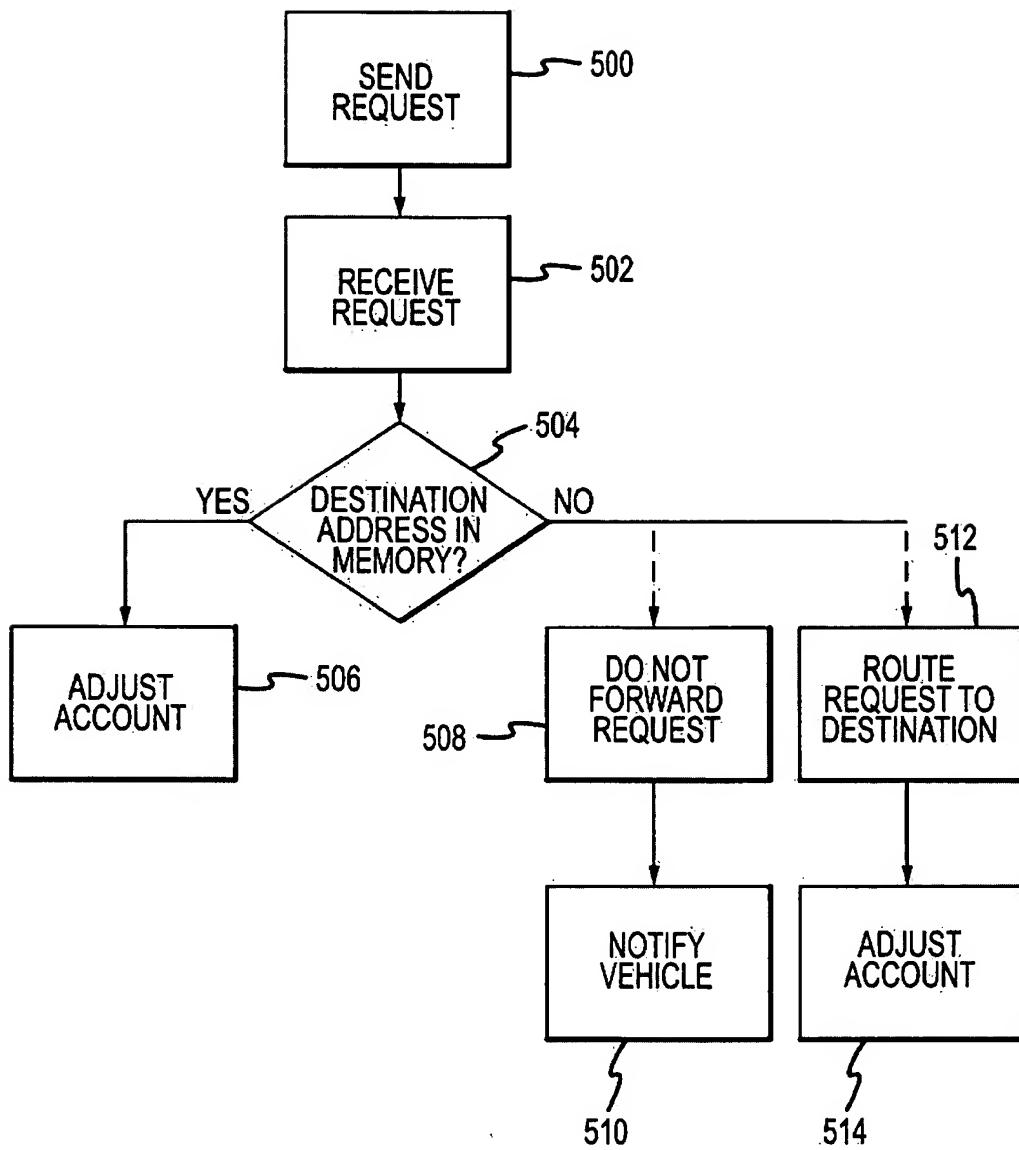 SEND
REQUEST
500
RECEIVE
REQUEST
502
504
YES
DESTINATION
ADDRESS IN
MEMORY?
NO
512
ADJUST
ACCOUNT
506
DO NOT
FORWARD
REQUEST
508
ROUTE
REQUEST TO
DESTINATION
NOTIFY
VEHICLE
ADJUST
ACCOUNT
510
514